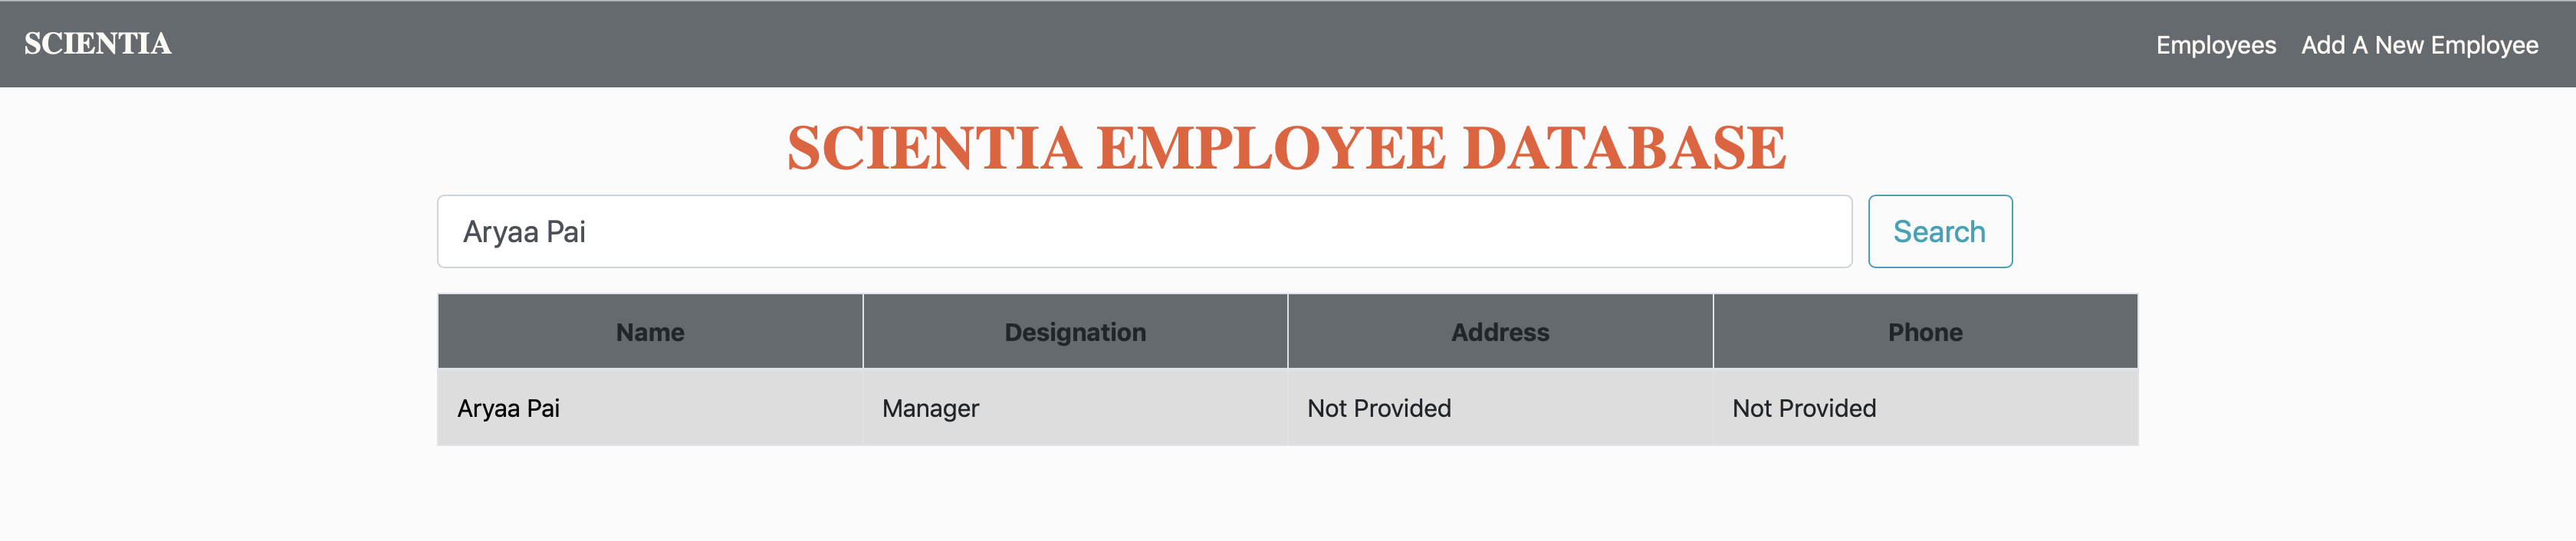 SCIENTIA Employees Add A New Employee
SCIENTIA EMPLOYEE DATABASE
Aryaa Pai Search
Name Designation Address Phone
Aryaa Pai Manager Not Provided Not Provided